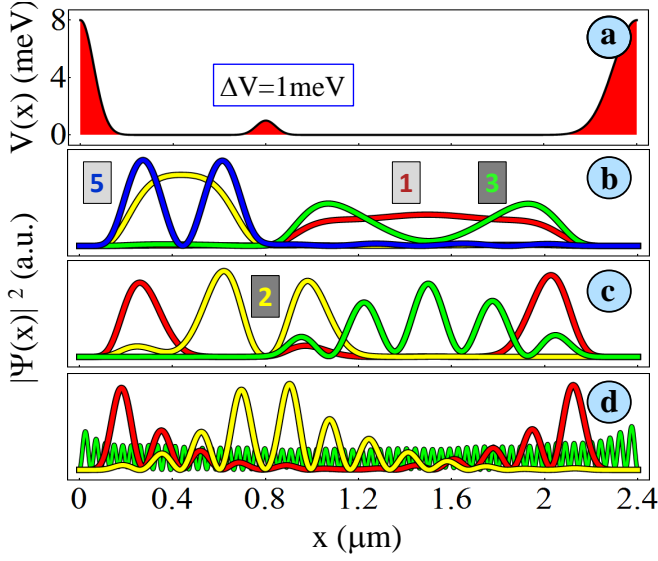 V(x) (meV)
8
4
0
a
ΔV=1meV
|Ψ(x)| ² (a.u.)
5
1
3
b
2
c
d
0 0.4 0.8 1.2 1.6 2 2.4
x (μm)